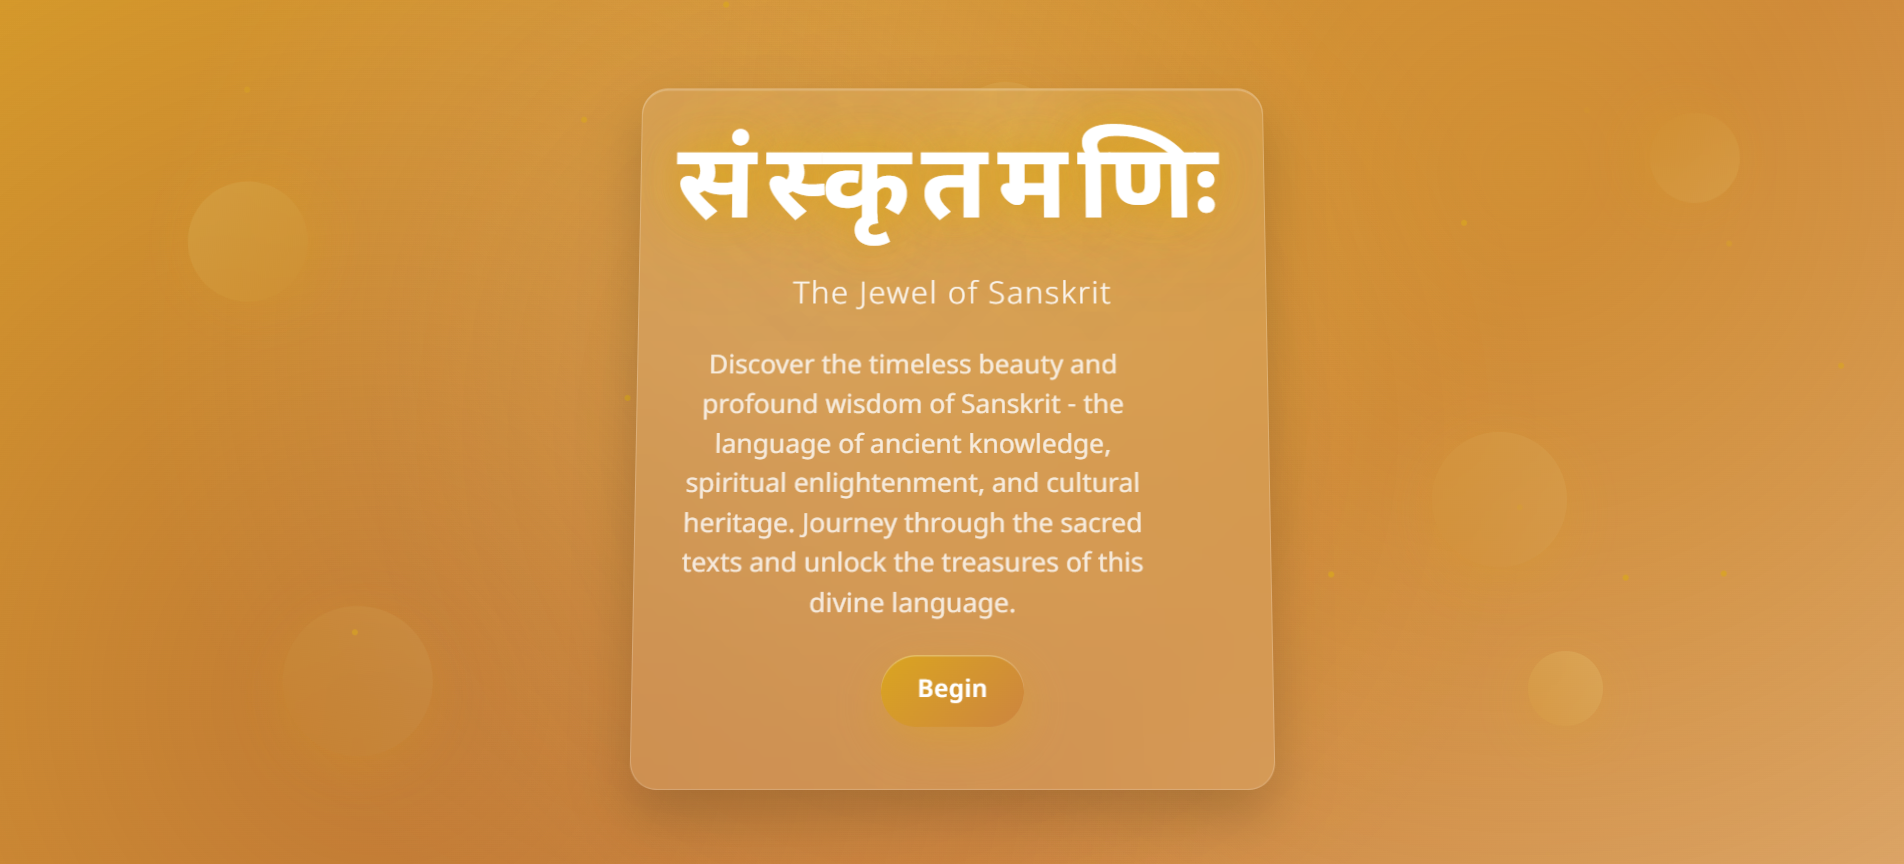 संस्कृतमणिः
The Jewel of Sanskrit
Discover the timeless beauty and
profound wisdom of Sanskrit - the
language of ancient knowledge,
spiritual enlightenment, and cultural
heritage. Journey through the sacred
texts and unlock the treasures of this
divine language.
Begin